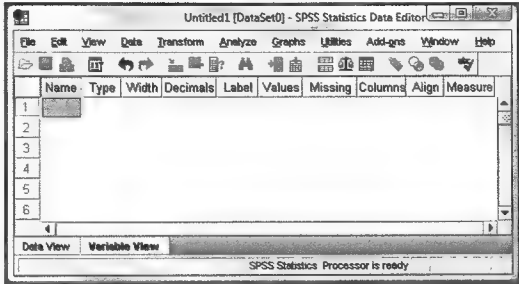 Untitled1 [DataSet0] - SPSS Statistics Data Editor
File Edit View Data Transform Analyze Graphs Utilities Add-ons Window Help
Name Type Width Decimals Label Values Missing Columns Align Measure
1
2
3
4
5
6
Data View Variable View
SPSS Statistics Processor is ready